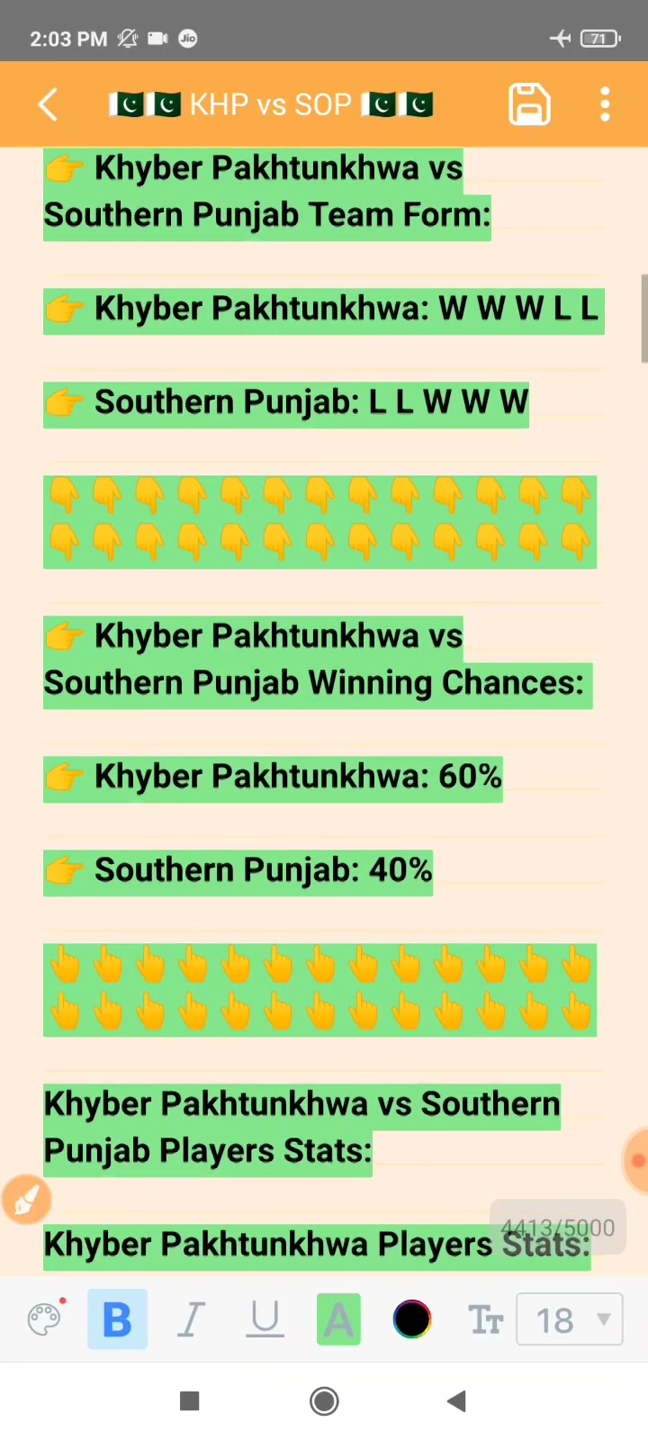 2:03 PM Jio 71
🇵🇰🇵🇰 KHP vs SOP 🇵🇰🇵🇰
👉 Khyber Pakhtunkhwa vs
Southern Punjab Team Form:
👉 Khyber Pakhtunkhwa: W W W L L
👉 Southern Punjab: L L W W W
👇👇👇👇👇👇👇👇👇👇👇👇👇
👇👇👇👇👇👇👇👇👇👇👇👇👇
👉 Khyber Pakhtunkhwa vs
Southern Punjab Winning Chances:
👉 Khyber Pakhtunkhwa: 60%
👉 Southern Punjab: 40%
👆👆👆👆👆👆👆👆👆👆👆👆👆
👆👆👆👆👆👆👆👆👆👆👆👆👆
Khyber Pakhtunkhwa vs Southern
Punjab Players Stats:
4413/5000
Khyber Pakhtunkhwa Players Stats:
B I U A Tт 18